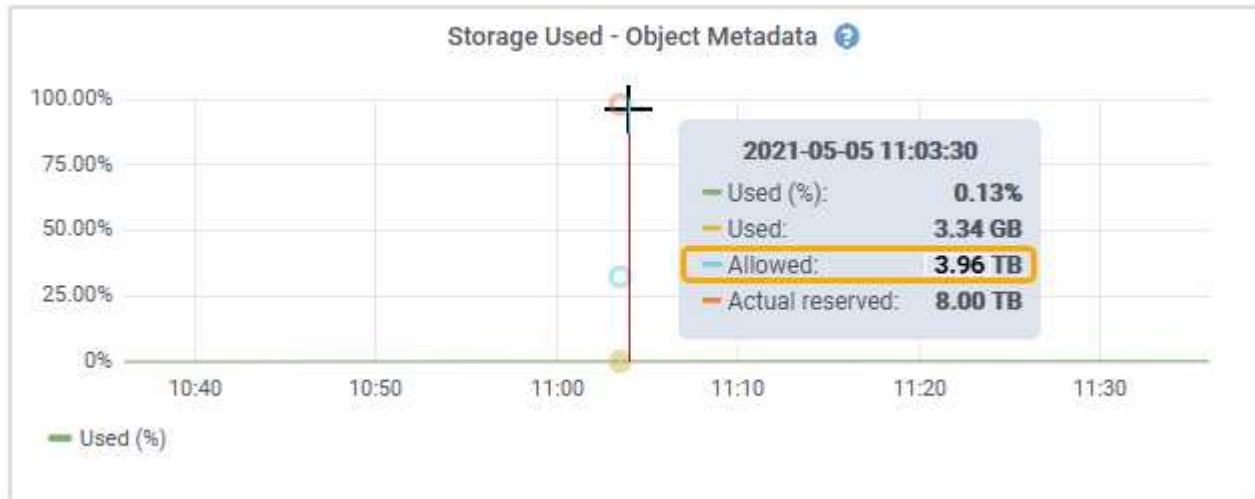 Storage Used - Object Metadata ?
100.00%
75.00%
50.00%
25.00%
0%
2021-05-05 11:03:30
Used (%): 0.13%
Used: 3.34 GB
Allowed: 3.96 TB
Actual reserved: 8.00 TB
10:40 10:50 11:00 11:10 11:20 11:30
Used (%)